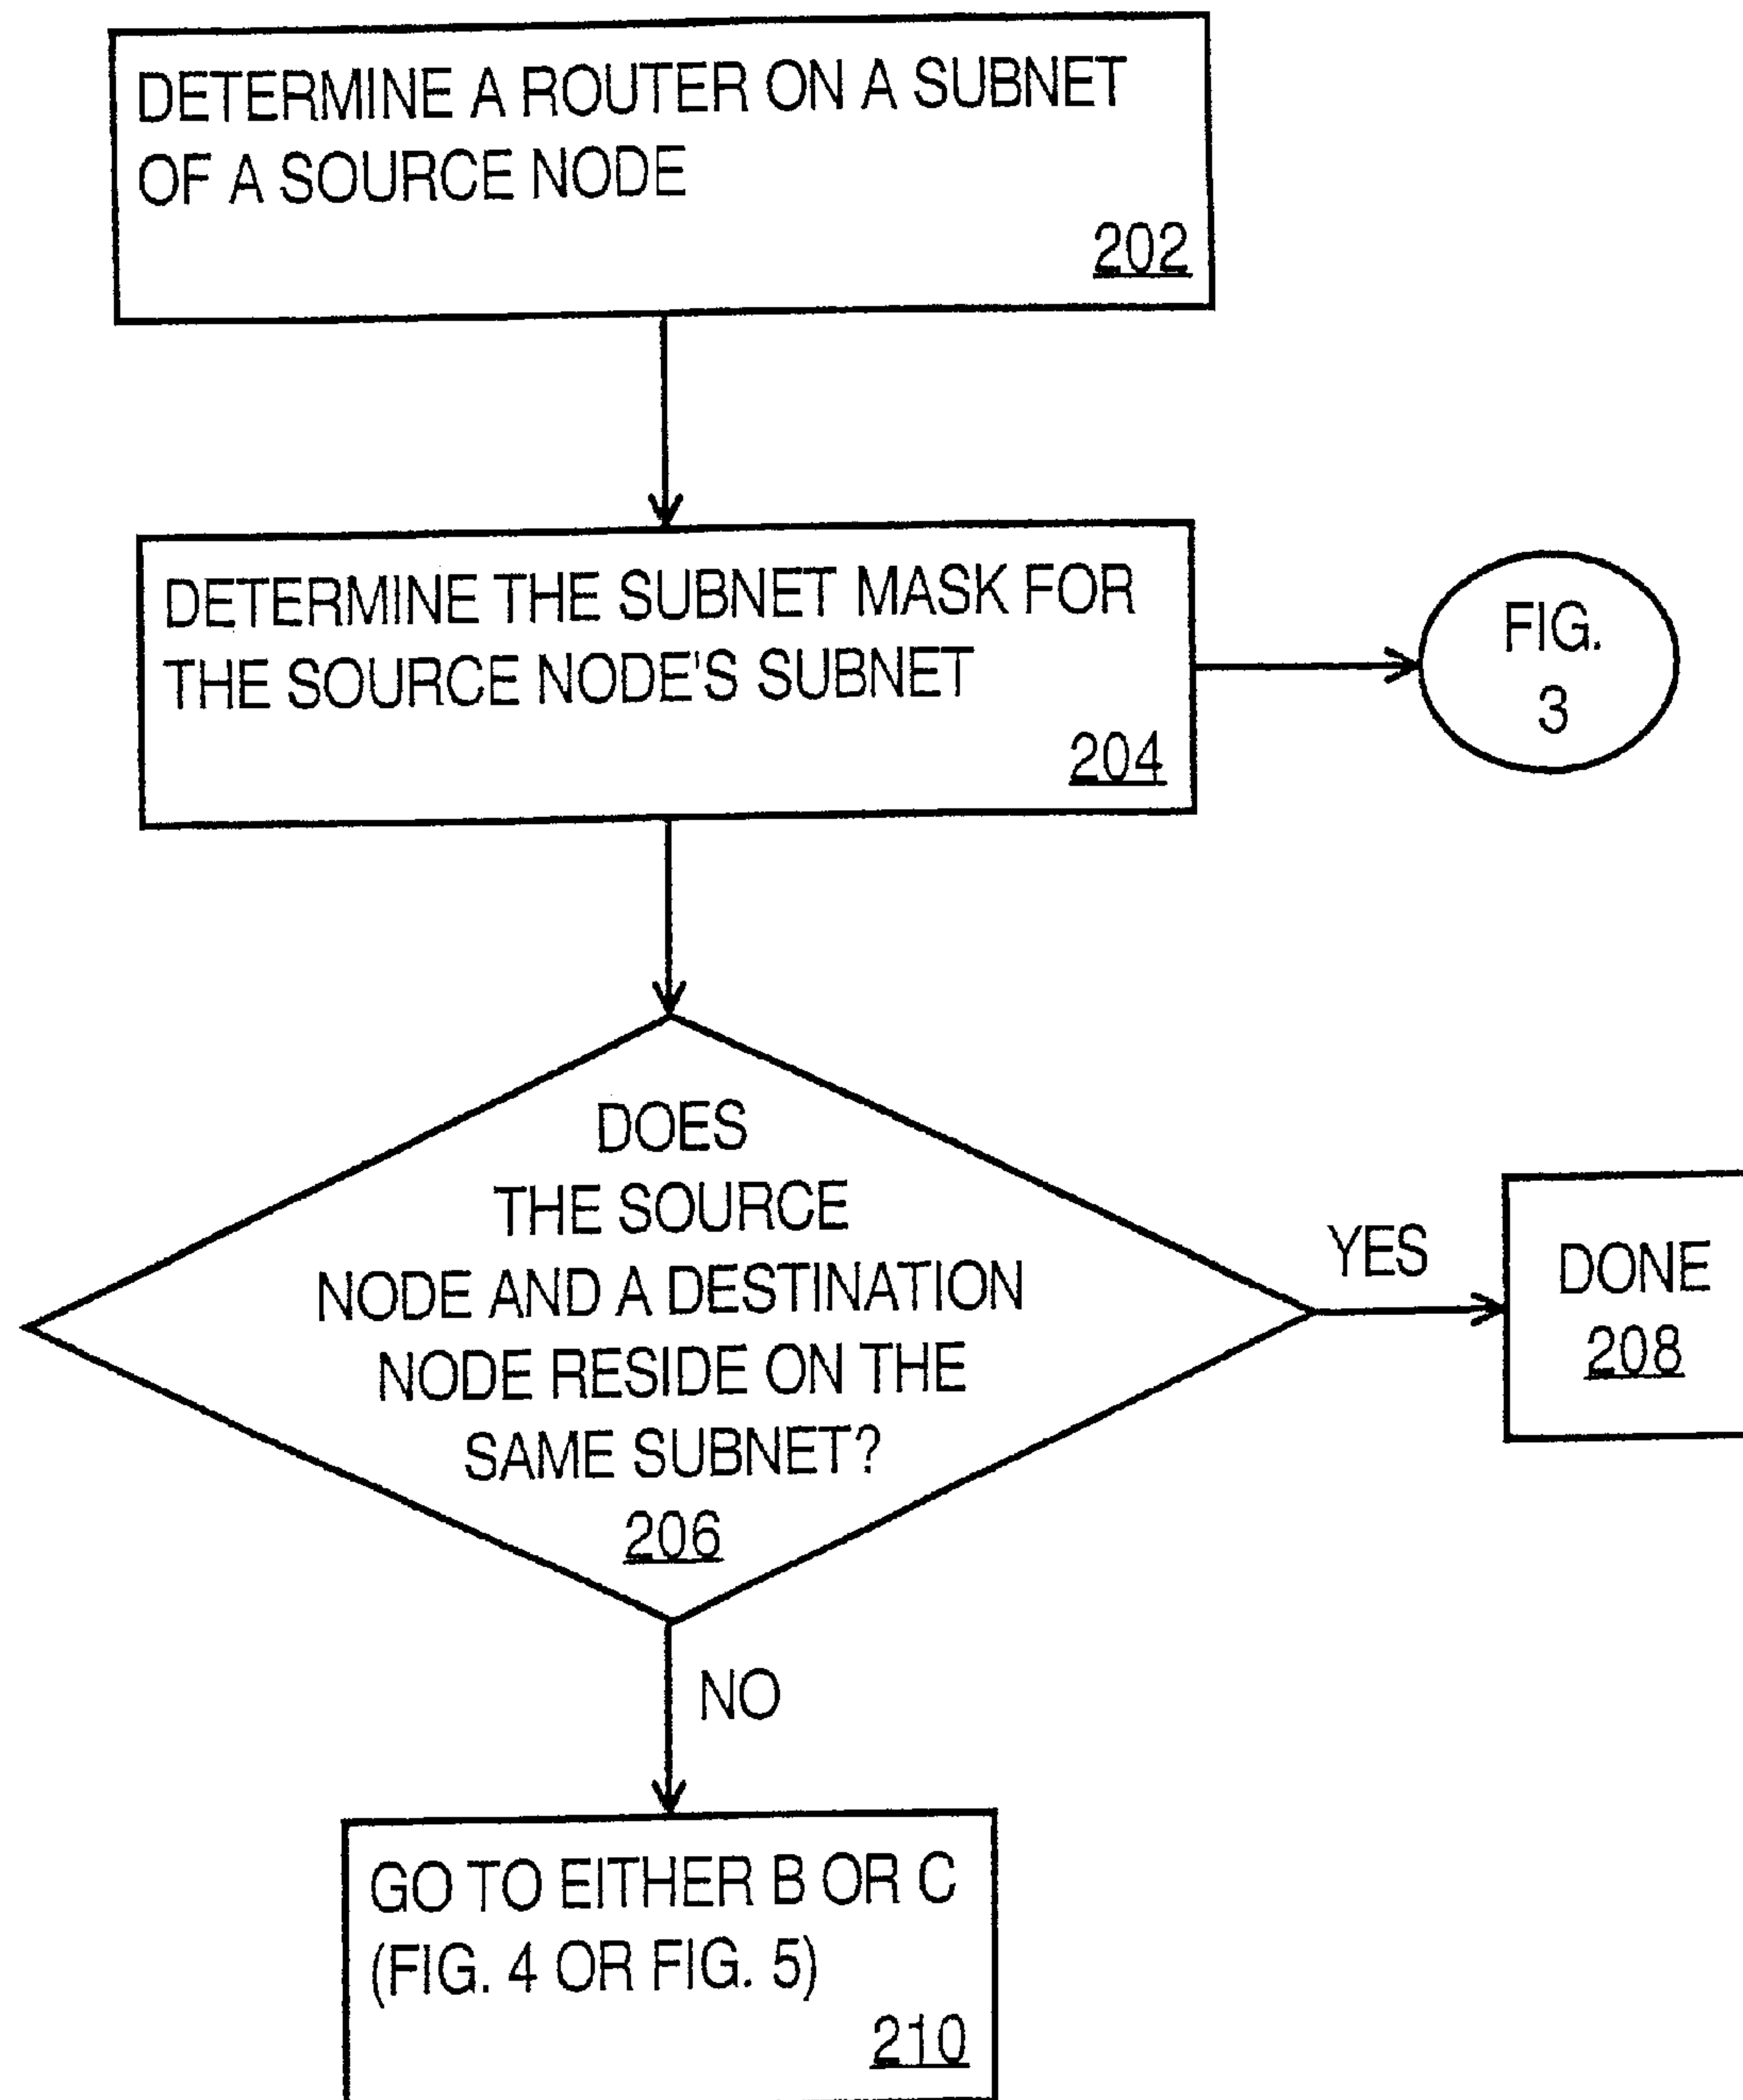 DETERMINE A ROUTER ON A SUBNET
OF A SOURCE NODE
202
DETERMINE THE SUBNET MASK FOR
THE SOURCE NODE'S SUBNET
204
FIG.
3
DOES
THE SOURCE
NODE AND A DESTINATION
NODE RESIDE ON THE
SAME SUBNET?
206
YES
DONE
208
NO
GO TO EITHER B OR C
(FIG. 4 OR FIG. 5)
210